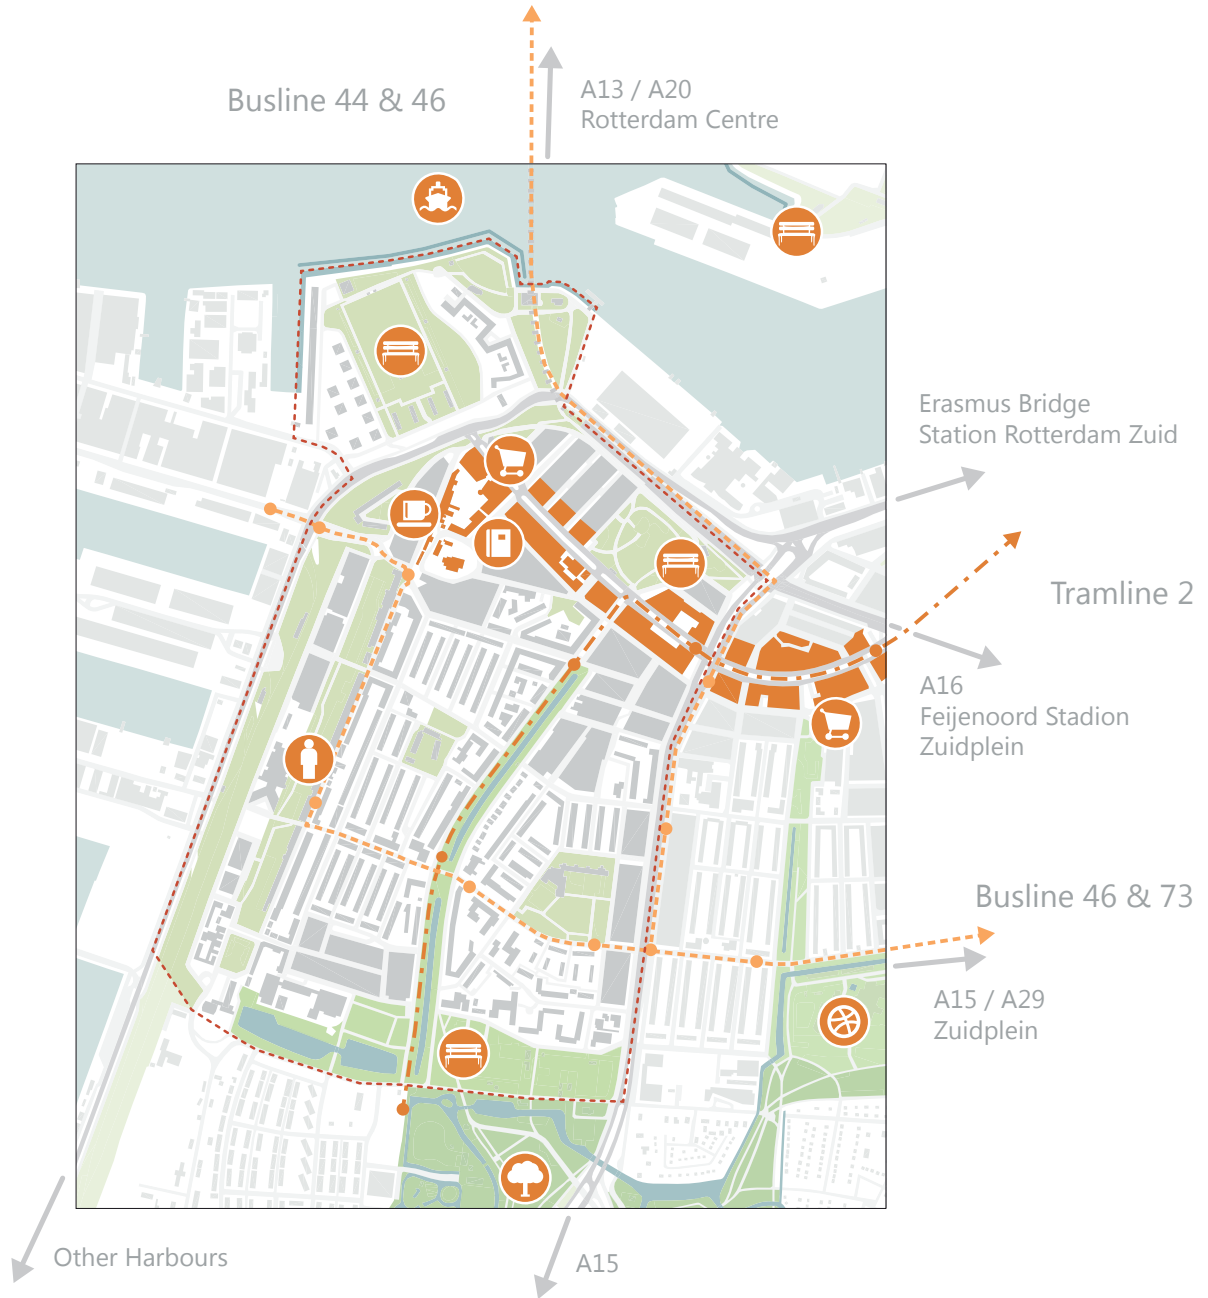 Busline 44 & 46
A13 / A20
Rotterdam Centre
Erasmus Bridge
Station Rotterdam Zuid
Tramline 2
A16
Feijenoord Stadion
Zuidplein
Busline 46 & 73
A15 / A29
Zuidplein
Other Harbours
A15